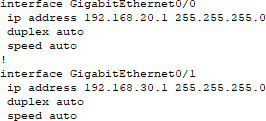 interface GigabitEthernet0/0
ip address 192.168.20.1 255.255.255.0
duplex auto
speed auto
!
interface GigabitEthernet0/1
ip address 192.168.30.1 255.255.255.0
duplex auto
speed auto